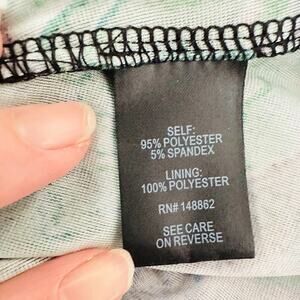 SELF:
95% POLYESTER
5% SPANDEX
LINING:
100% POLYESTER
RN# 148862
SEE CARE
ON REVERSE